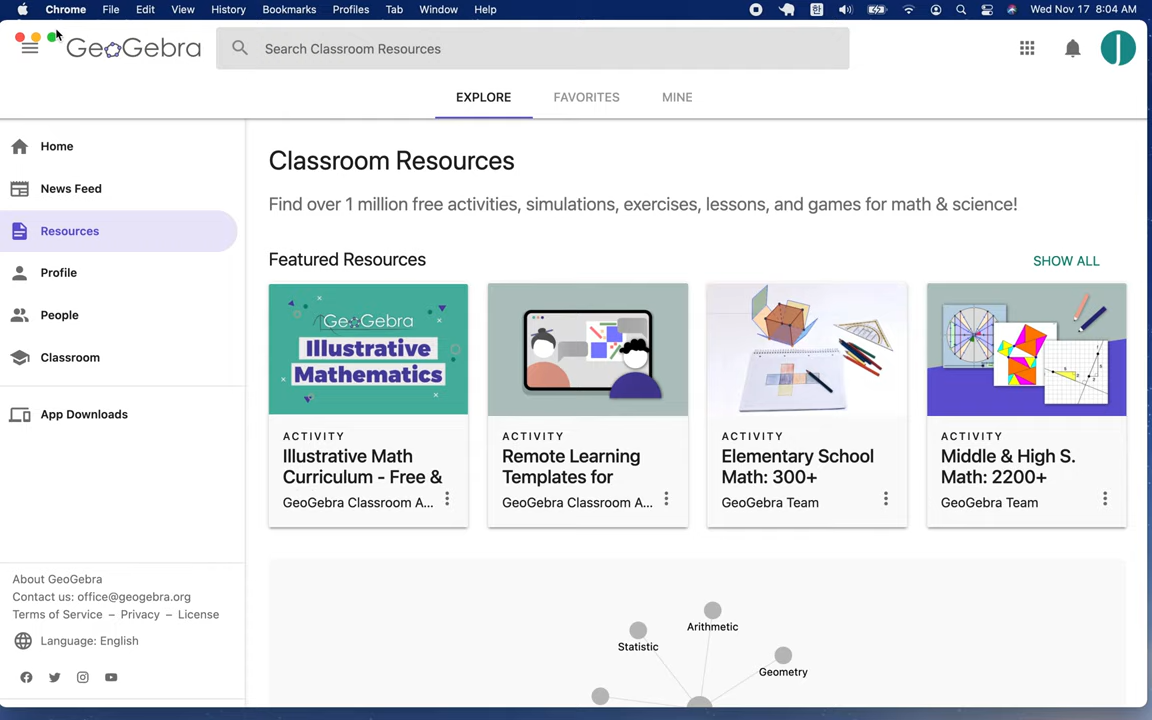 Chrome File Edit View History Bookmarks Profiles Tab Window Help 한 Wed Nov 17 8:04 AM
GeoGebra Search Classroom Resources J
EXPLORE FAVORITES MINE
Home
News Feed
Resources
Profile
People
Classroom
App Downloads
About GeoGebra
Contact us: office@geogebra.org
Terms of Service – Privacy – License
Language: English
Classroom Resources
Find over 1 million free activities, simulations, exercises, lessons, and games for math & science!
Featured Resources SHOW ALL
GeoGebra
Illustrative
Mathematics
ACTIVITY
Illustrative Math
Curriculum - Free &
GeoGebra Classroom A...
ACTIVITY
Remote Learning
Templates for
GeoGebra Classroom A...
ACTIVITY
Elementary School
Math: 300+
GeoGebra Team
ACTIVITY
Middle & High S.
Math: 2200+
GeoGebra Team
Arithmetic
Statistic
Geometry